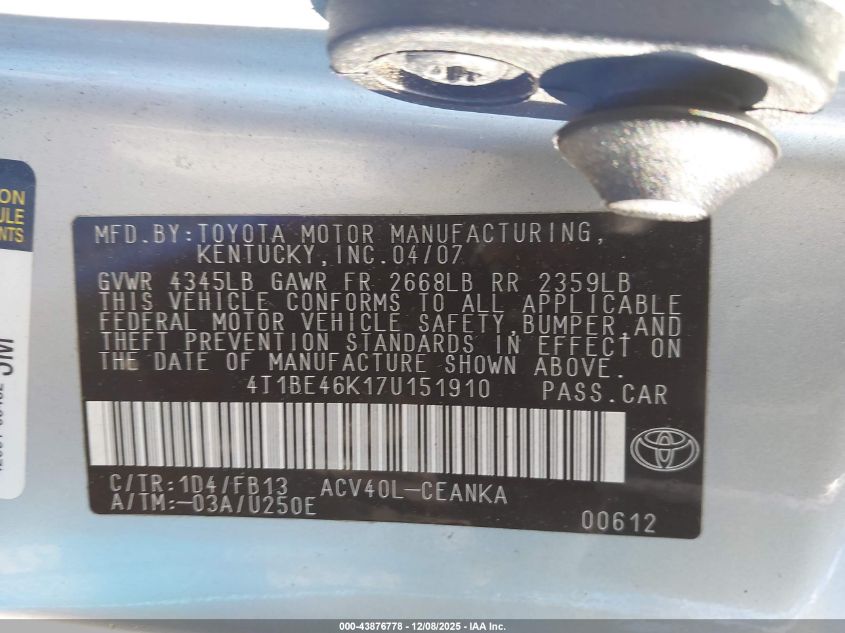 ON
ULE
NTS
JM
MFD.BY:TOYOTA MOTOR MANUFACTURING,
KENTUCKY,INC.04/07
GVWR 4345LB GAWR FR 2668LB RR 2359LB
THIS VEHICLE CONFORMS TO ALL APPLICABLE
FEDERAL MOTOR VEHICLE SAFETY,BUMPER,AND
THEFT PREVENTION STANDARDS IN EFFECT ON
THE DATE OF MANUFACTURE SHOWN ABOVE.
4T1BE46K17U151910 PASS.CAR
C/TR:1D4/FB13 ACV40L-CEANKA
A/TM:-03A/U250E
00612
000-43876778 - 12/08/2025 - IAA Inc.